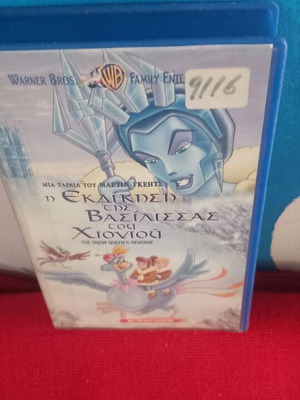 WARNER BROS. WB FAMILY ENTE
9116
ΜΙΑ ΤΑΙΝΙΑ ΤΟΥ ΜΑΡΤΙΝ ΓΚΕΗΤΣ
Η ΕΚΔΙΚΗΣΗ
ΤΗΣ ΒΑΣΙΛΙΣΣΑΣ
ΤΟΥ ΧΙΟΝΙΟΥ
THE SNOW QUEEN'S REVENGE